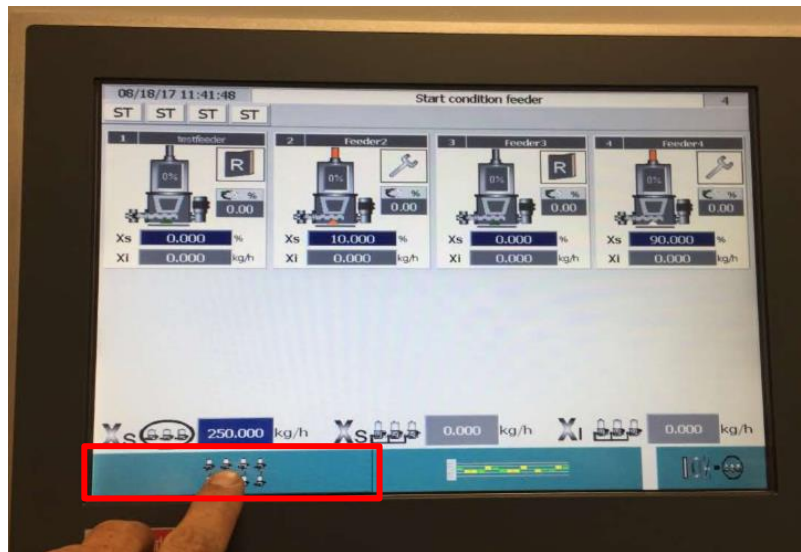 08/18/17 11:41:48 Start condition feeder 4
ST ST ST ST
1 testfeeder 2 Feeder2 3 Feeder3 4 Feeder4
0% R 0% 0% R 0%
% % % %
0.00 0.00 0.00 0.00
Xs 0.000 % Xs 10.000 % Xs 0.000 % Xs 90.000 %
Xi 0.000 kg/h Xi 0.000 kg/h Xi 0.000 kg/h Xi 0.000 kg/h
Xs 250.000 kg/h Xs 0.000 kg/h XI 0.000 kg/h